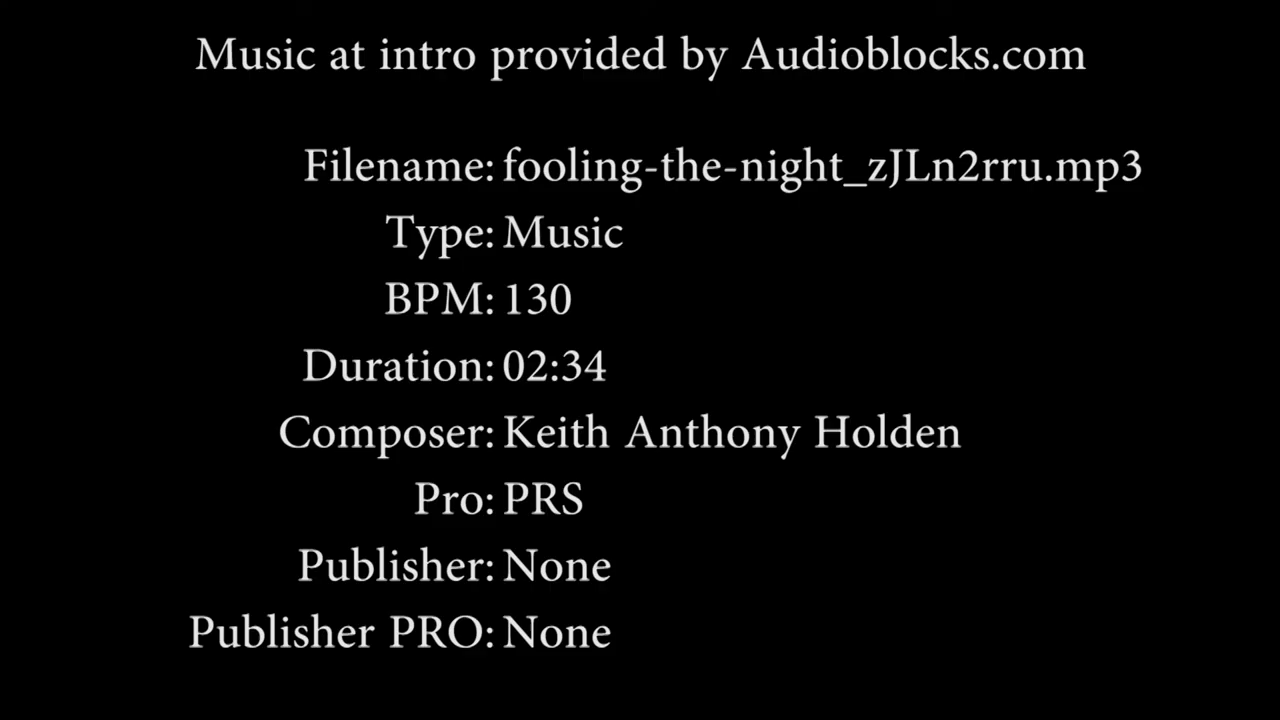 Music at intro provided by Audioblocks.com
Filename: fooling-the-night_zJLn2rru.mp3
Type: Music
BPM: 130
Duration: 02:34
Composer: Keith Anthony Holden
Pro: PRS
Publisher: None
Publisher PRO: None